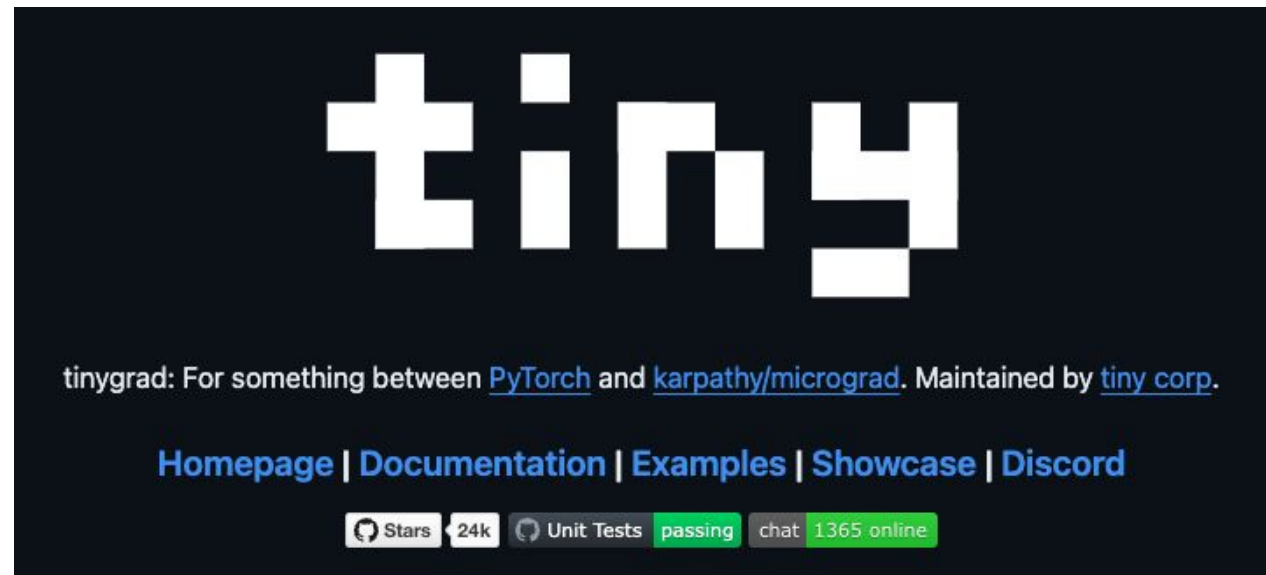 tiny
tinygrad: For something between PyTorch and karpathy/micrograd. Maintained by tiny corp.
Homepage | Documentation | Examples | Showcase | Discord
Stars 24k Unit Tests passing chat 1365 online